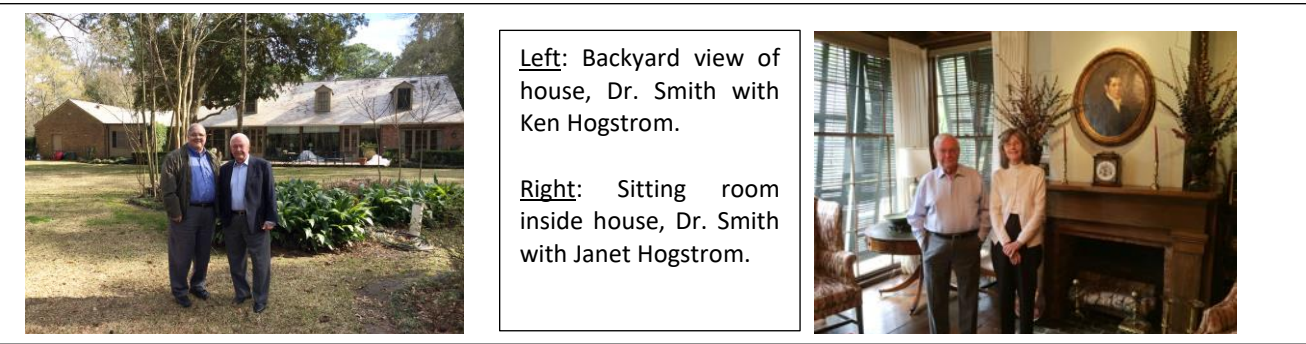 Left: Backyard view of
house, Dr. Smith with
Ken Hogstrom.
Right: Sitting room
inside house, Dr. Smith
with Janet Hogstrom.